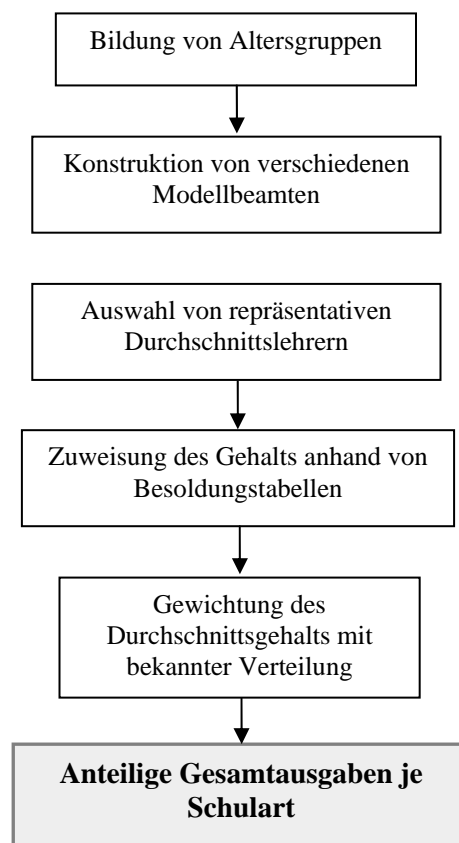 Bildung von Altersgruppen
Konstruktion von verschiedenen
Modellbeamten
Auswahl von repräsentativen
Durchschnittslehrern
Zuweisung des Gehalts anhand von
Besoldungstabellen
Gewichtung des
Durchschnittsgehalts mit
bekannter Verteilung
Anteilige Gesamtausgaben je
Schulart